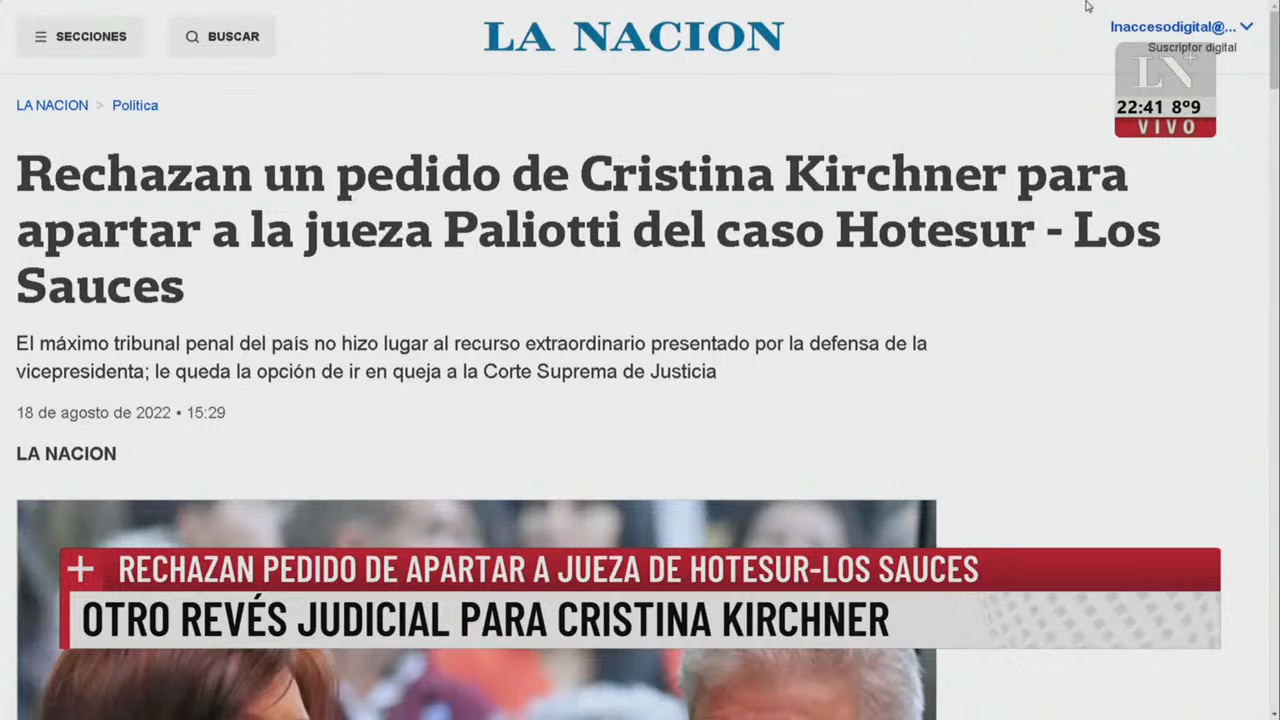 SECCIONES
BUSCAR
LA NACION
lnaccesodigital@...
Suscriptor digital
LN+
22:41 8º9
VIVO
LA NACION > Política
Rechazan un pedido de Cristina Kirchner para
apartar a la jueza Paliotti del caso Hotesur - Los
Sauces
El máximo tribunal penal del país no hizo lugar al recurso extraordinario presentado por la defensa de la
vicepresidenta; le queda la opción de ir en queja a la Corte Suprema de Justicia
18 de agosto de 2022 • 15:29
LA NACION
+ RECHAZAN PEDIDO DE APARTAR A JUEZA DE HOTESUR-LOS SAUCES
OTRO REVÉS JUDICIAL PARA CRISTINA KIRCHNER